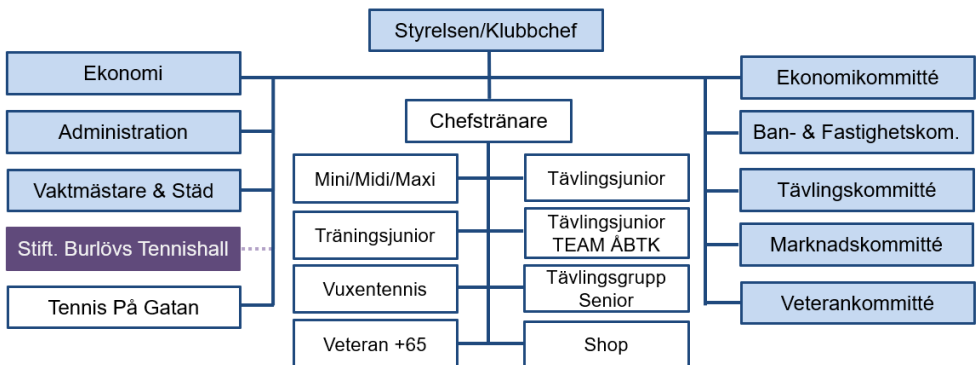 Styrelsen/Klubbchef
Ekonomi
Administration
Vaktmästare & Städ
Stift. Burlövs Tennishall
Tennis På Gatan
Chefstränare
Mini/Midi/Maxi
Träningsjunior
Vuxentennis
Veteran +65
Tävlingsjunior
Tävlingsjunior
TEAM ÅBTK
Tävlingsgrupp
Senior
Shop
Ekonomikommitté
Ban- & Fastighetskom.
Tävlingskommitté
Marknadskommitté
Veterankommitté